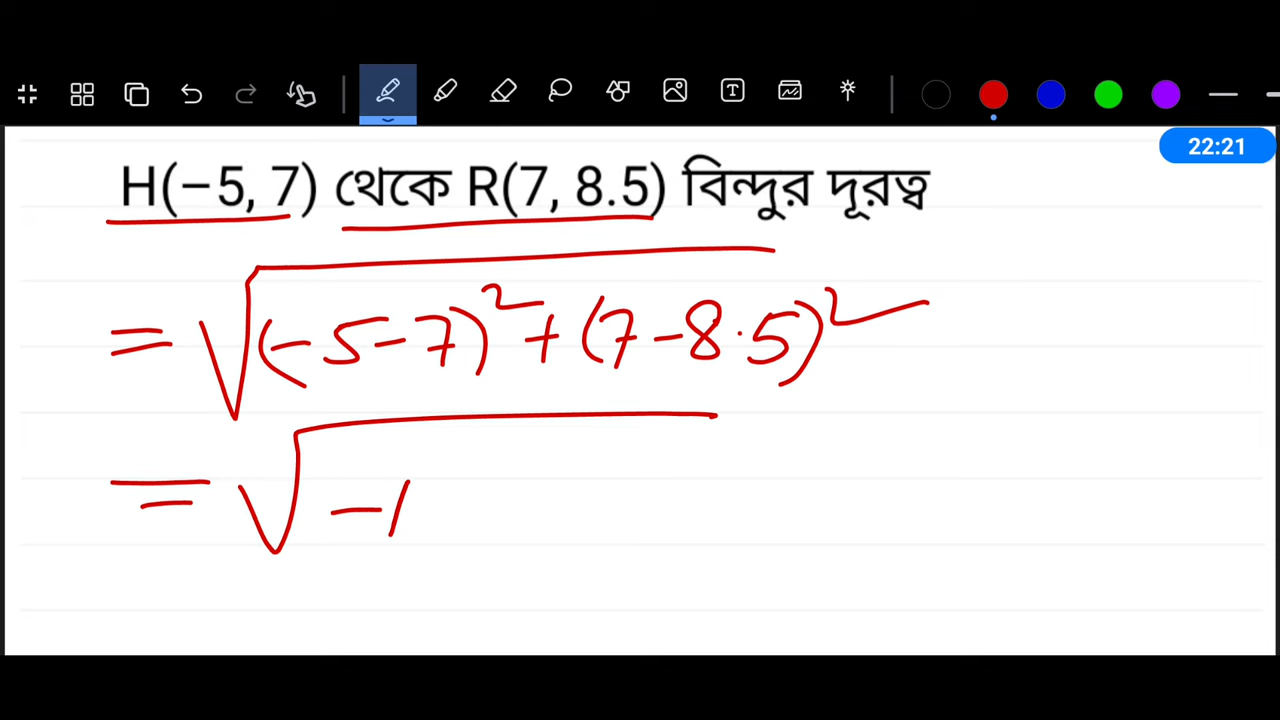 22:21
H(−5, 7) থেকে R(7, 8.5) বিন্দুর দূরত্ব
= √(-5-7)² + (7-8.5)²
= √-1